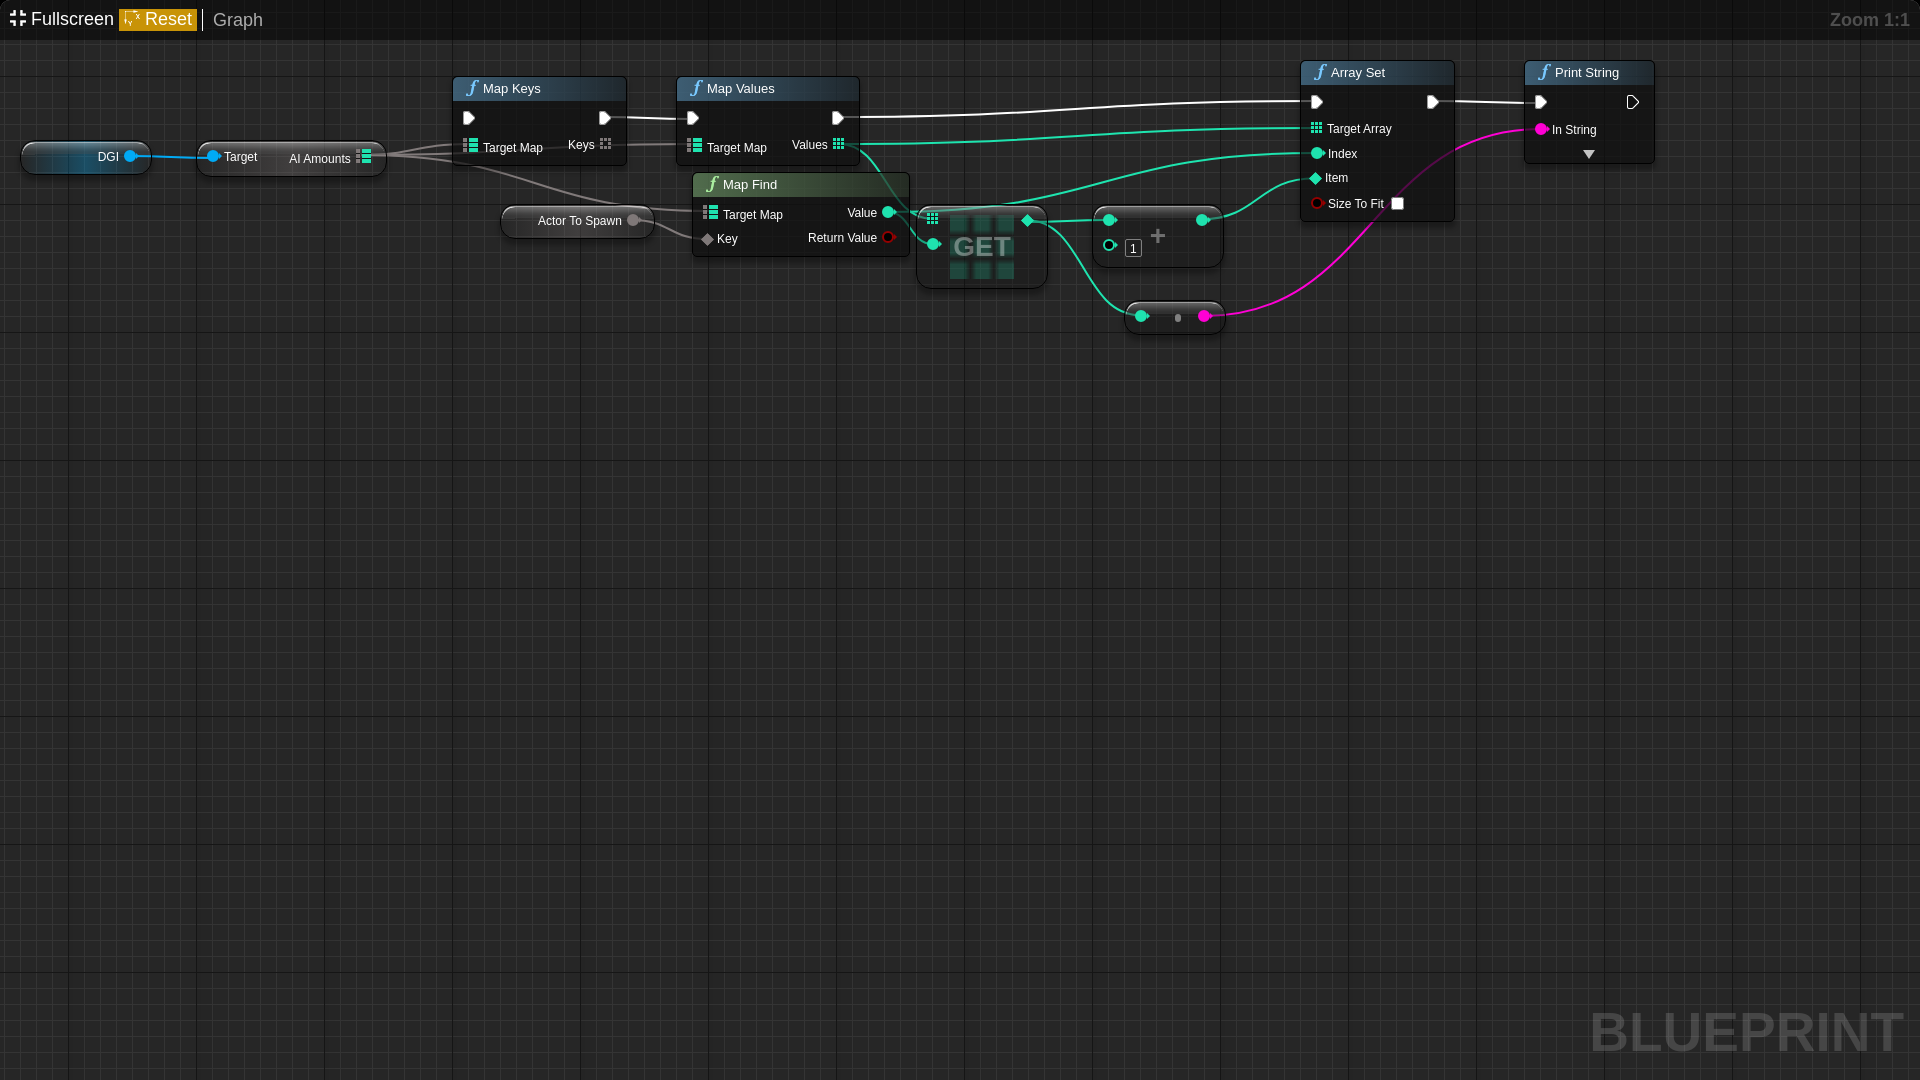 Fullscreen Reset Graph
Zoom 1:1
DGI
Target
AI Amounts
Map Keys
Target Map
Keys
Map Values
Target Map
Values
Actor To Spawn
Map Find
Target Map
Value
Key
Return Value
GET
+
1
Array Set
Target Array
Index
Item
Size To Fit
Print String
In String
BLUEPRINT